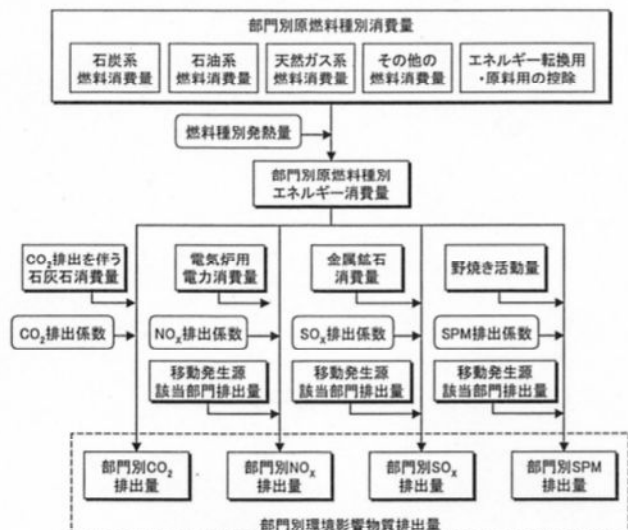 部門別原燃料種別消費量
石炭系
燃料消費量
石油系
燃料消費量
天然ガス系
燃料消費量
その他の
燃料消費量
エネルギー転換用
・原料用の控除
燃料種別発熱量
部門別原燃料種別
エネルギー消費量
CO₂排出を伴う
石灰石消費量
電気炉用
電力消費量
金属鉱石
消費量
野焼き活動量
CO₂排出係数
NOₓ排出係数
SOₓ排出係数
SPM排出係数
移動発生源
該当部門排出量
移動発生源
該当部門排出量
移動発生源
該当部門排出量
部門別CO₂
排出量
部門別NOₓ
排出量
部門別SOₓ
排出量
部門別SPM
排出量
部門別環境影響物質排出量